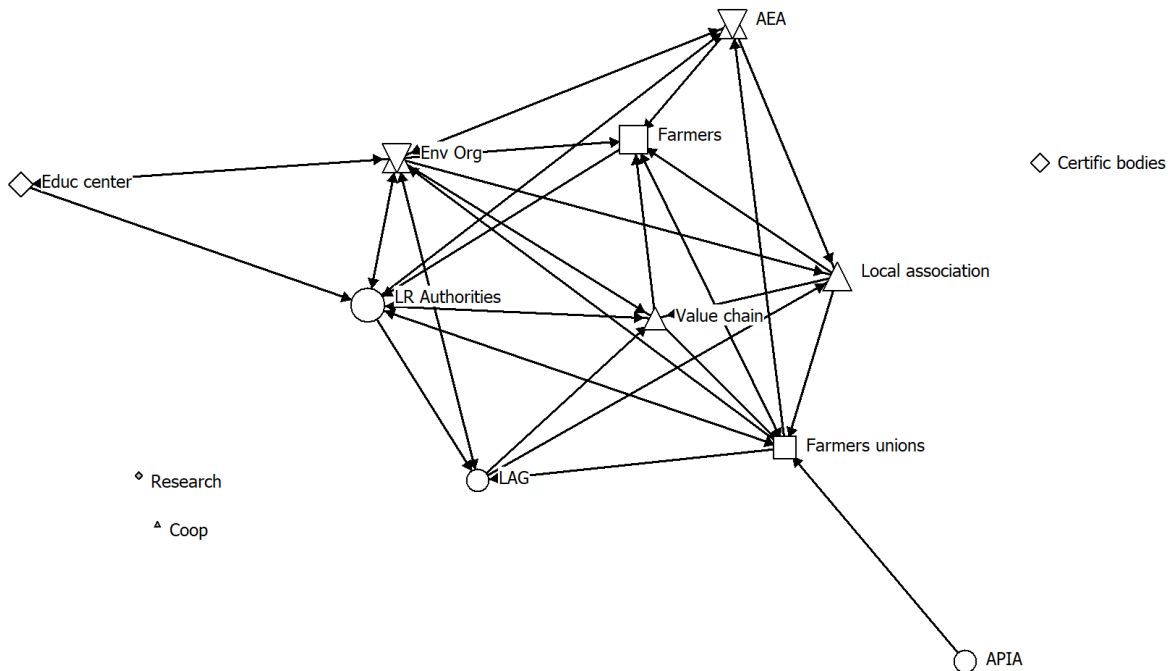 AEA
Farmers
Env Org
Certific bodies
Educ center
Local association
LR Authorities
Value chain
Farmers unions
LAG
Research
Coop
APIA